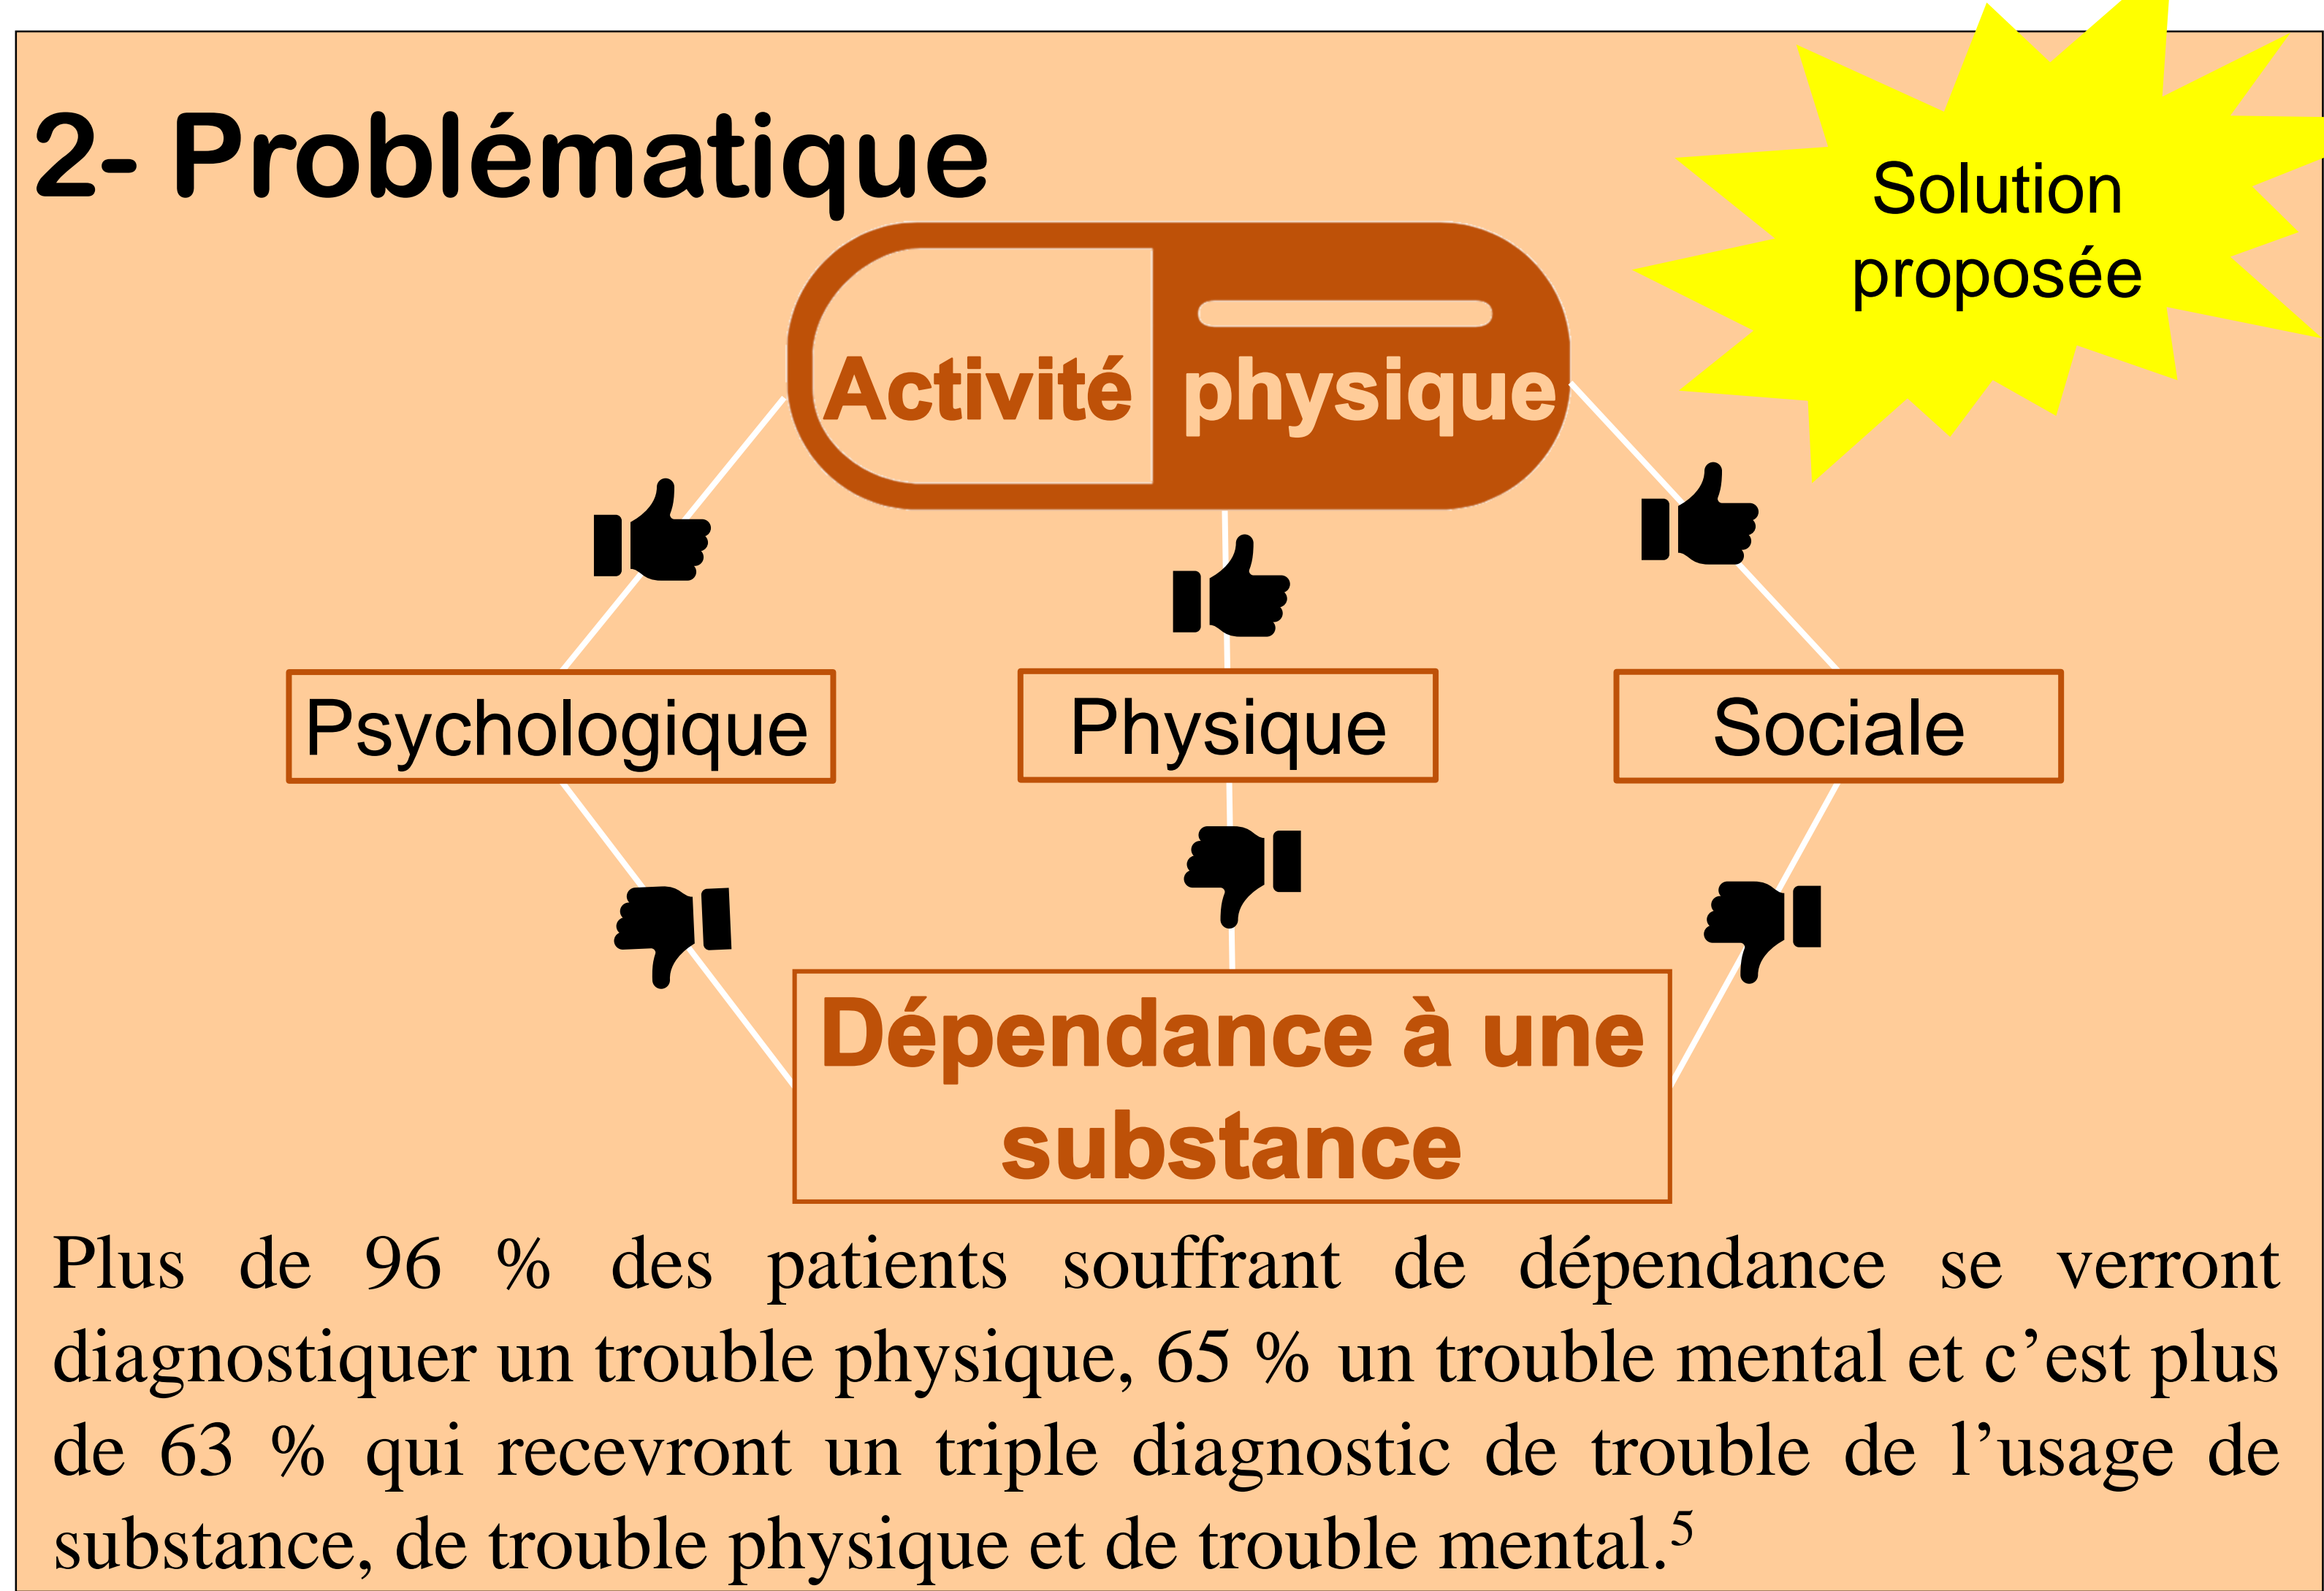 2- Problématique
Solution
proposée
Activité physique
Psychologique
Physique
Sociale
Dépendance à une
substance
Plus de 96 % des patients souffrant de dépendance se verront
diagnostiquer un trouble physique, 65 % un trouble mental et c’est plus
de 63 % qui recevront un triple diagnostic de trouble de l’usage de
substance, de trouble physique et de trouble mental.⁵